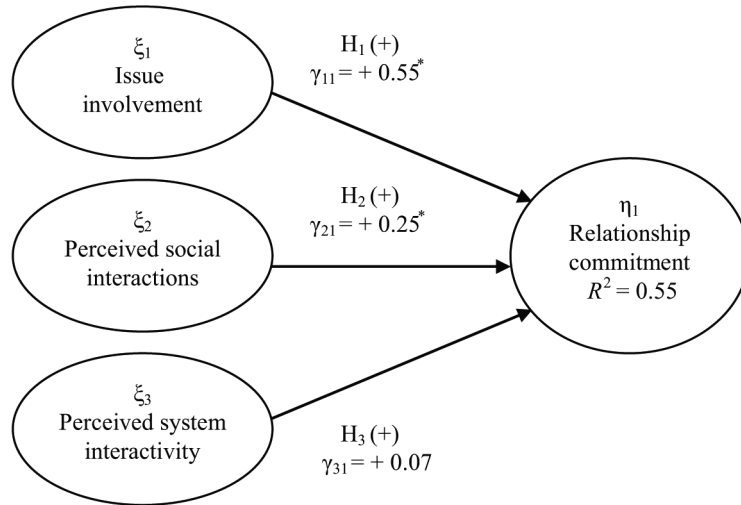 ξ₁
Issue
involvement
H₁ (+)
γ₁₁ = + 0.55*
ξ₂
Perceived social
interactions
H₂ (+)
γ₂₁ = + 0.25*
η₁
Relationship
commitment
R² = 0.55
ξ₃
Perceived system
interactivity
H₃ (+)
γ₃₁ = + 0.07